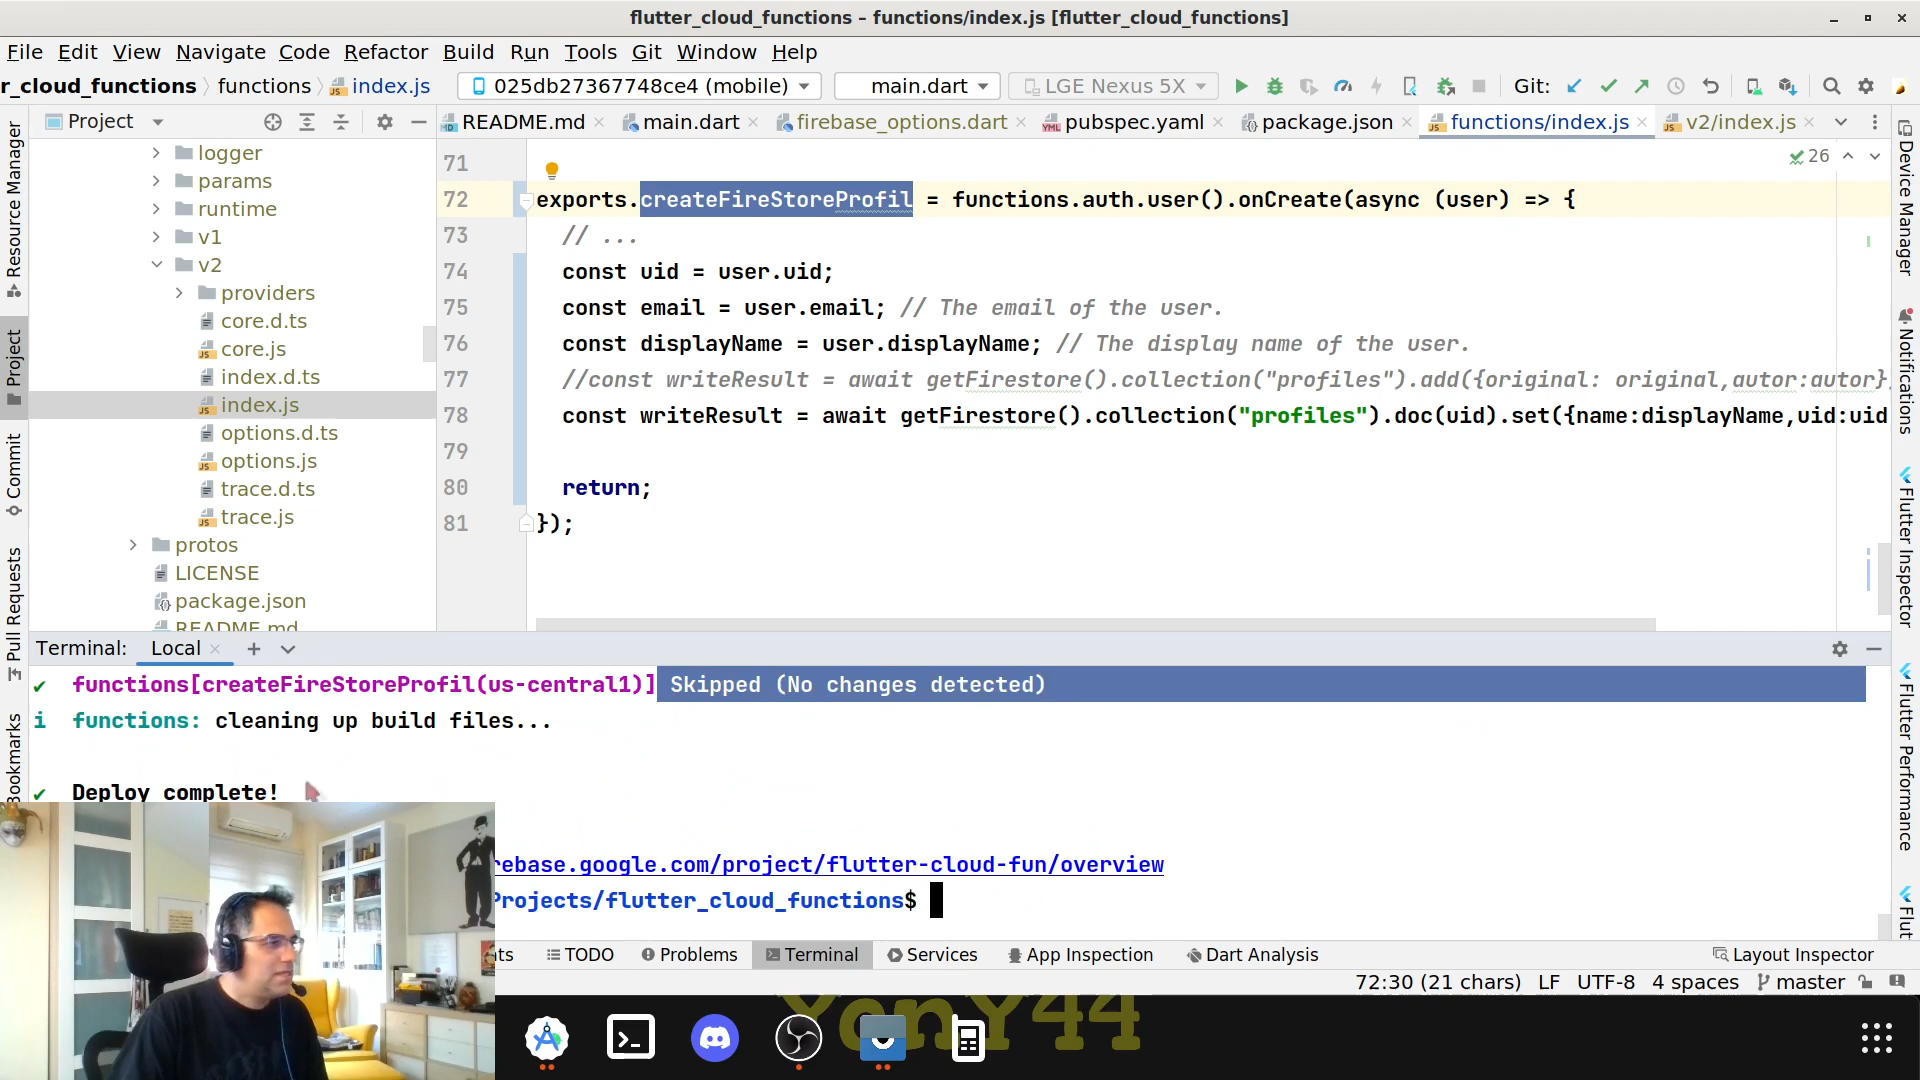 flutter_cloud_functions – functions/index.js [flutter_cloud_functions]
File Edit View Navigate Code Refactor Build Run Tools Git Window Help
r_cloud_functions functions index.js 025db27367748ce4 (mobile) main.dart LGE Nexus 5X Git:
Project README.md main.dart firebase_options.dart pubspec.yaml package.json functions/index.js v2/index.js
Resource Manager
Project
Commit
Pull Requests
Bookmarks
logger
params
runtime
v1
v2
providers
core.d.ts
core.js
index.d.ts
index.js
options.d.ts
options.js
trace.d.ts
trace.js
protos
LICENSE
package.json
README.md
26
71
72 exports.createFireStoreProfil = functions.auth.user().onCreate(async (user) => {
73 // ...
74 const uid = user.uid;
75 const email = user.email; // The email of the user.
76 const displayName = user.displayName; // The display name of the user.
77 //const writeResult = await getFirestore().collection("profiles").add({original: original,autor:autor}
78 const writeResult = await getFirestore().collection("profiles").doc(uid).set({name:displayName,uid:uid
79
80 return;
81 });
Device Manager
Notifications
Flutter Inspector
Flutter Performance
Flut
Terminal: Local
✔ functions[createFireStoreProfil(us-central1)] Skipped (No changes detected)
i functions: cleaning up build files...
✔ Deploy complete!
rebase.google.com/project/flutter-cloud-fun/overview
Projects/flutter_cloud_functions$
ts TODO Problems Terminal Services App Inspection Dart Analysis Layout Inspector
72:30 (21 chars) LF UTF-8 4 spaces master
YonY44